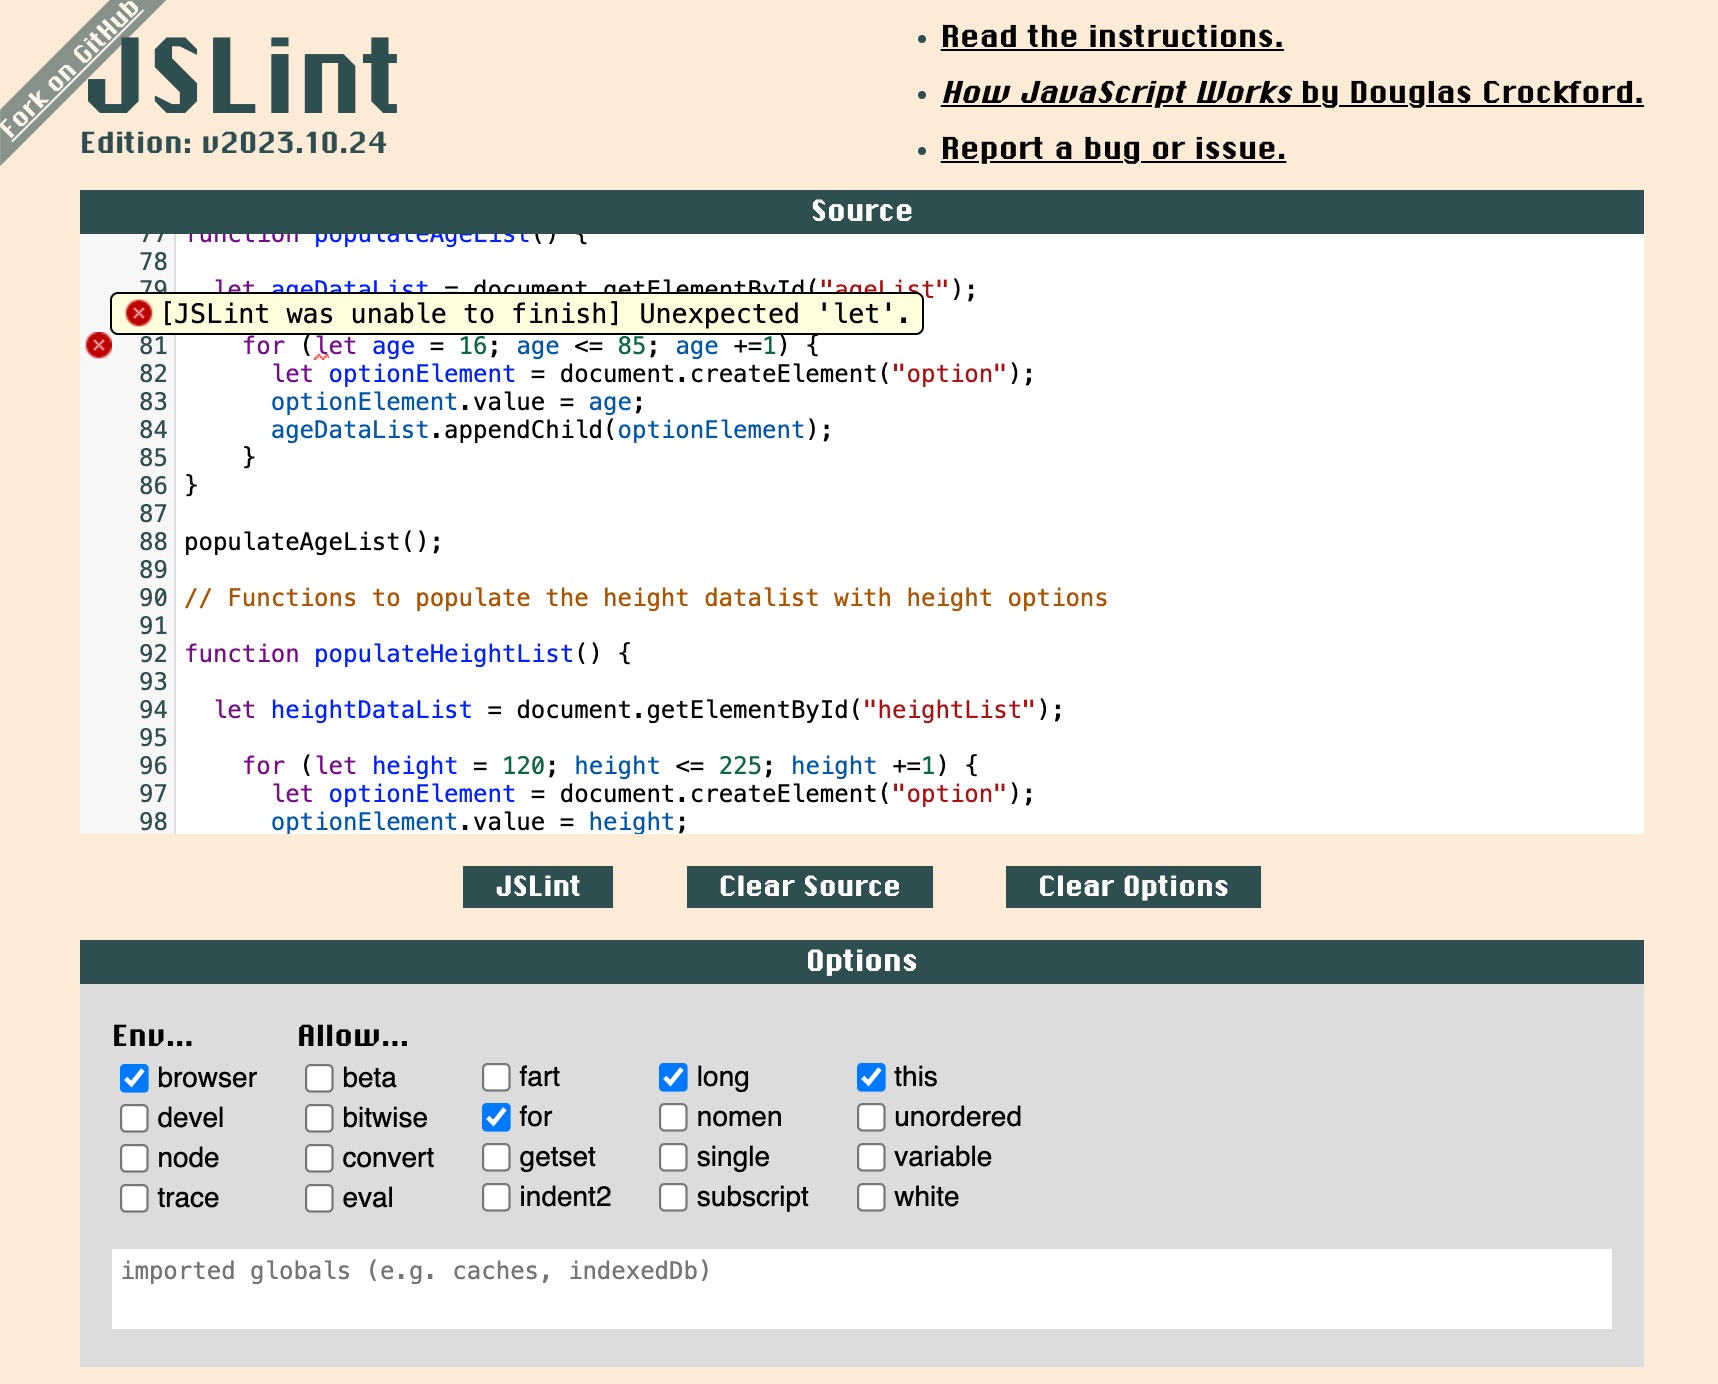 Fork on GitHub
JSLint
Edition: v2023.10.24
• Read the instructions.
• How JavaScript Works by Douglas Crockford.
• Report a bug or issue.
Source
77 function populateAgeList() {
78
79 let ageDataList = document.getElementById("ageList");
[JSLint was unable to finish] Unexpected 'let'.
81 for (let age = 16; age <= 85; age +=1) {
82 let optionElement = document.createElement("option");
83 optionElement.value = age;
84 ageDataList.appendChild(optionElement);
85 }
86 }
87
88 populateAgeList();
89
90 // Functions to populate the height datalist with height options
91
92 function populateHeightList() {
93
94 let heightDataList = document.getElementById("heightList");
95
96 for (let height = 120; height <= 225; height +=1) {
97 let optionElement = document.createElement("option");
98 optionElement.value = height;
JSLint Clear Source Clear Options
Options
Env... Allow...
browser beta fart long this
devel bitwise for nomen unordered
node convert getset single variable
trace eval indent2 subscript white
imported globals (e.g. caches, indexedDb)